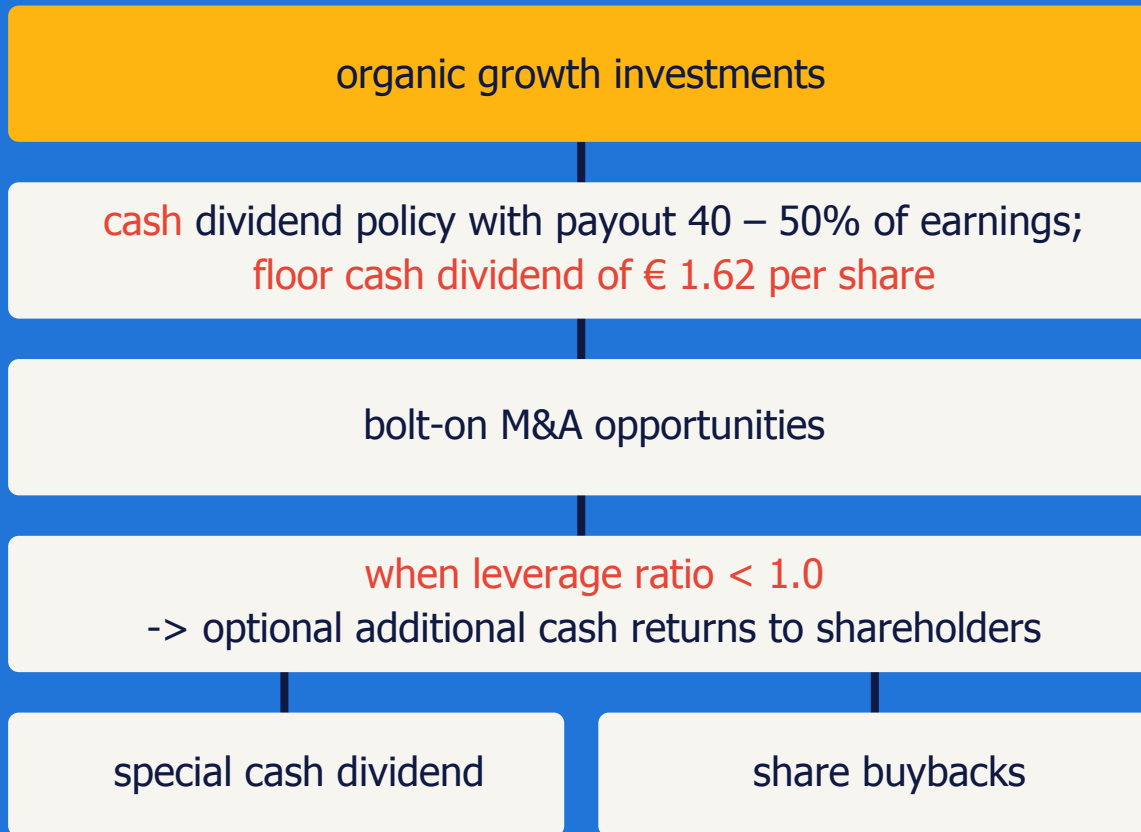 organic growth investments
cash dividend policy with payout 40 – 50% of earnings;
floor cash dividend of € 1.62 per share
bolt-on M&A opportunities
when leverage ratio < 1.0
-> optional additional cash returns to shareholders
special cash dividend
share buybacks